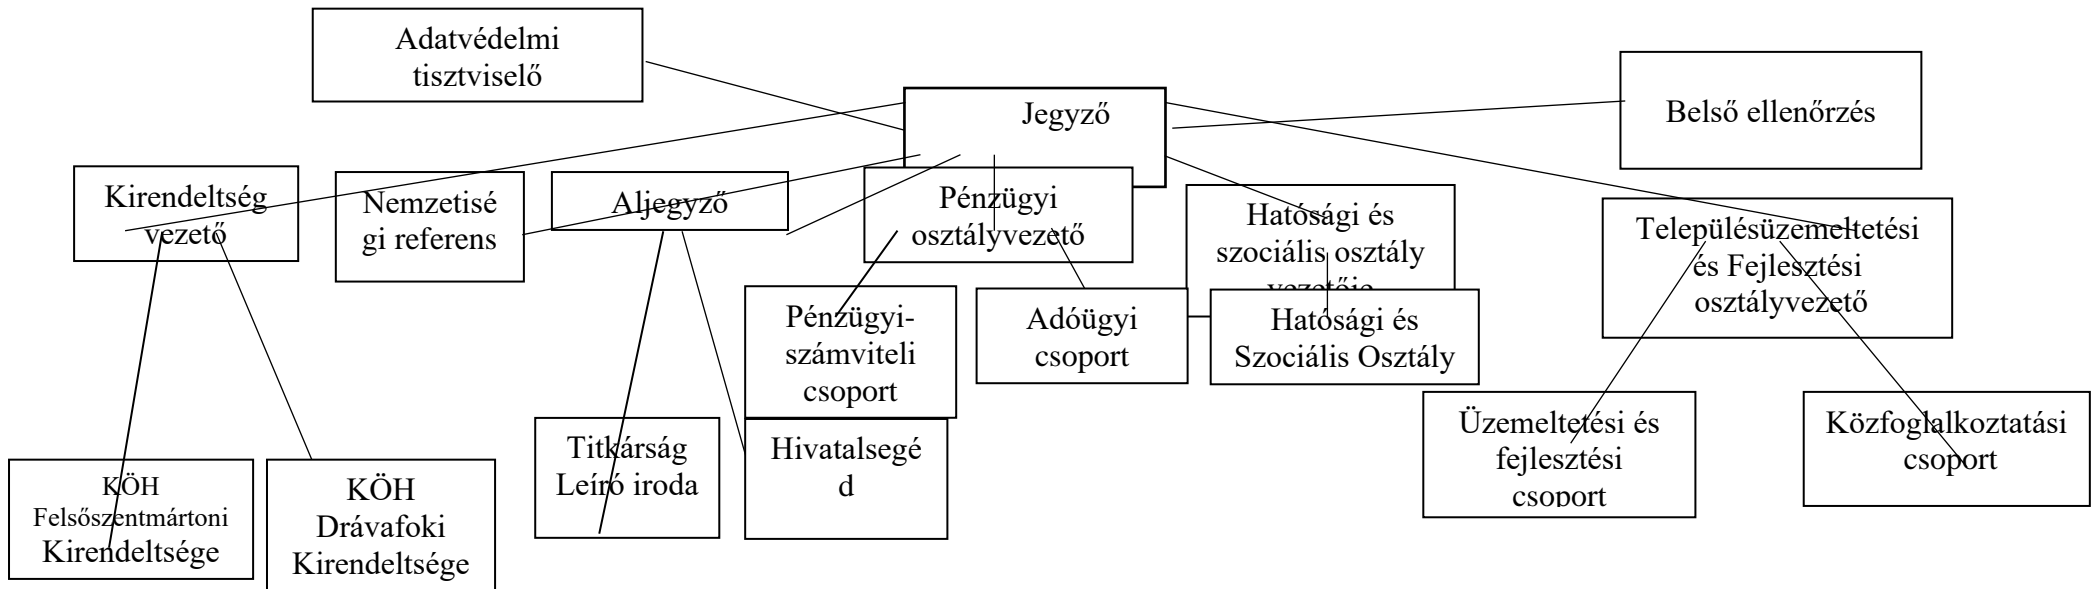 Adatvédelmi
tisztviselő
Jegyző
Belső ellenőrzés
Kirendeltség
vezető
Nemzetisé
gi referens
Aljegyző
Pénzügyi
osztályvezető
Hatósági és
szociális osztály
vezetője
Településüzemeltetési
és Fejlesztési
osztályvezető
Pénzügyi-
számviteli
csoport
Adóügyi
csoport
Hatósági és
Szociális Osztály
Titkárság
Leíró iroda
Hivatalsegé
d
Üzemeltetési és
fejlesztési
csoport
Közfoglalkoztatási
csoport
KÖH
Felsőszentmártoni
Kirendeltsége
KÖH
Drávafoki
Kirendeltsége